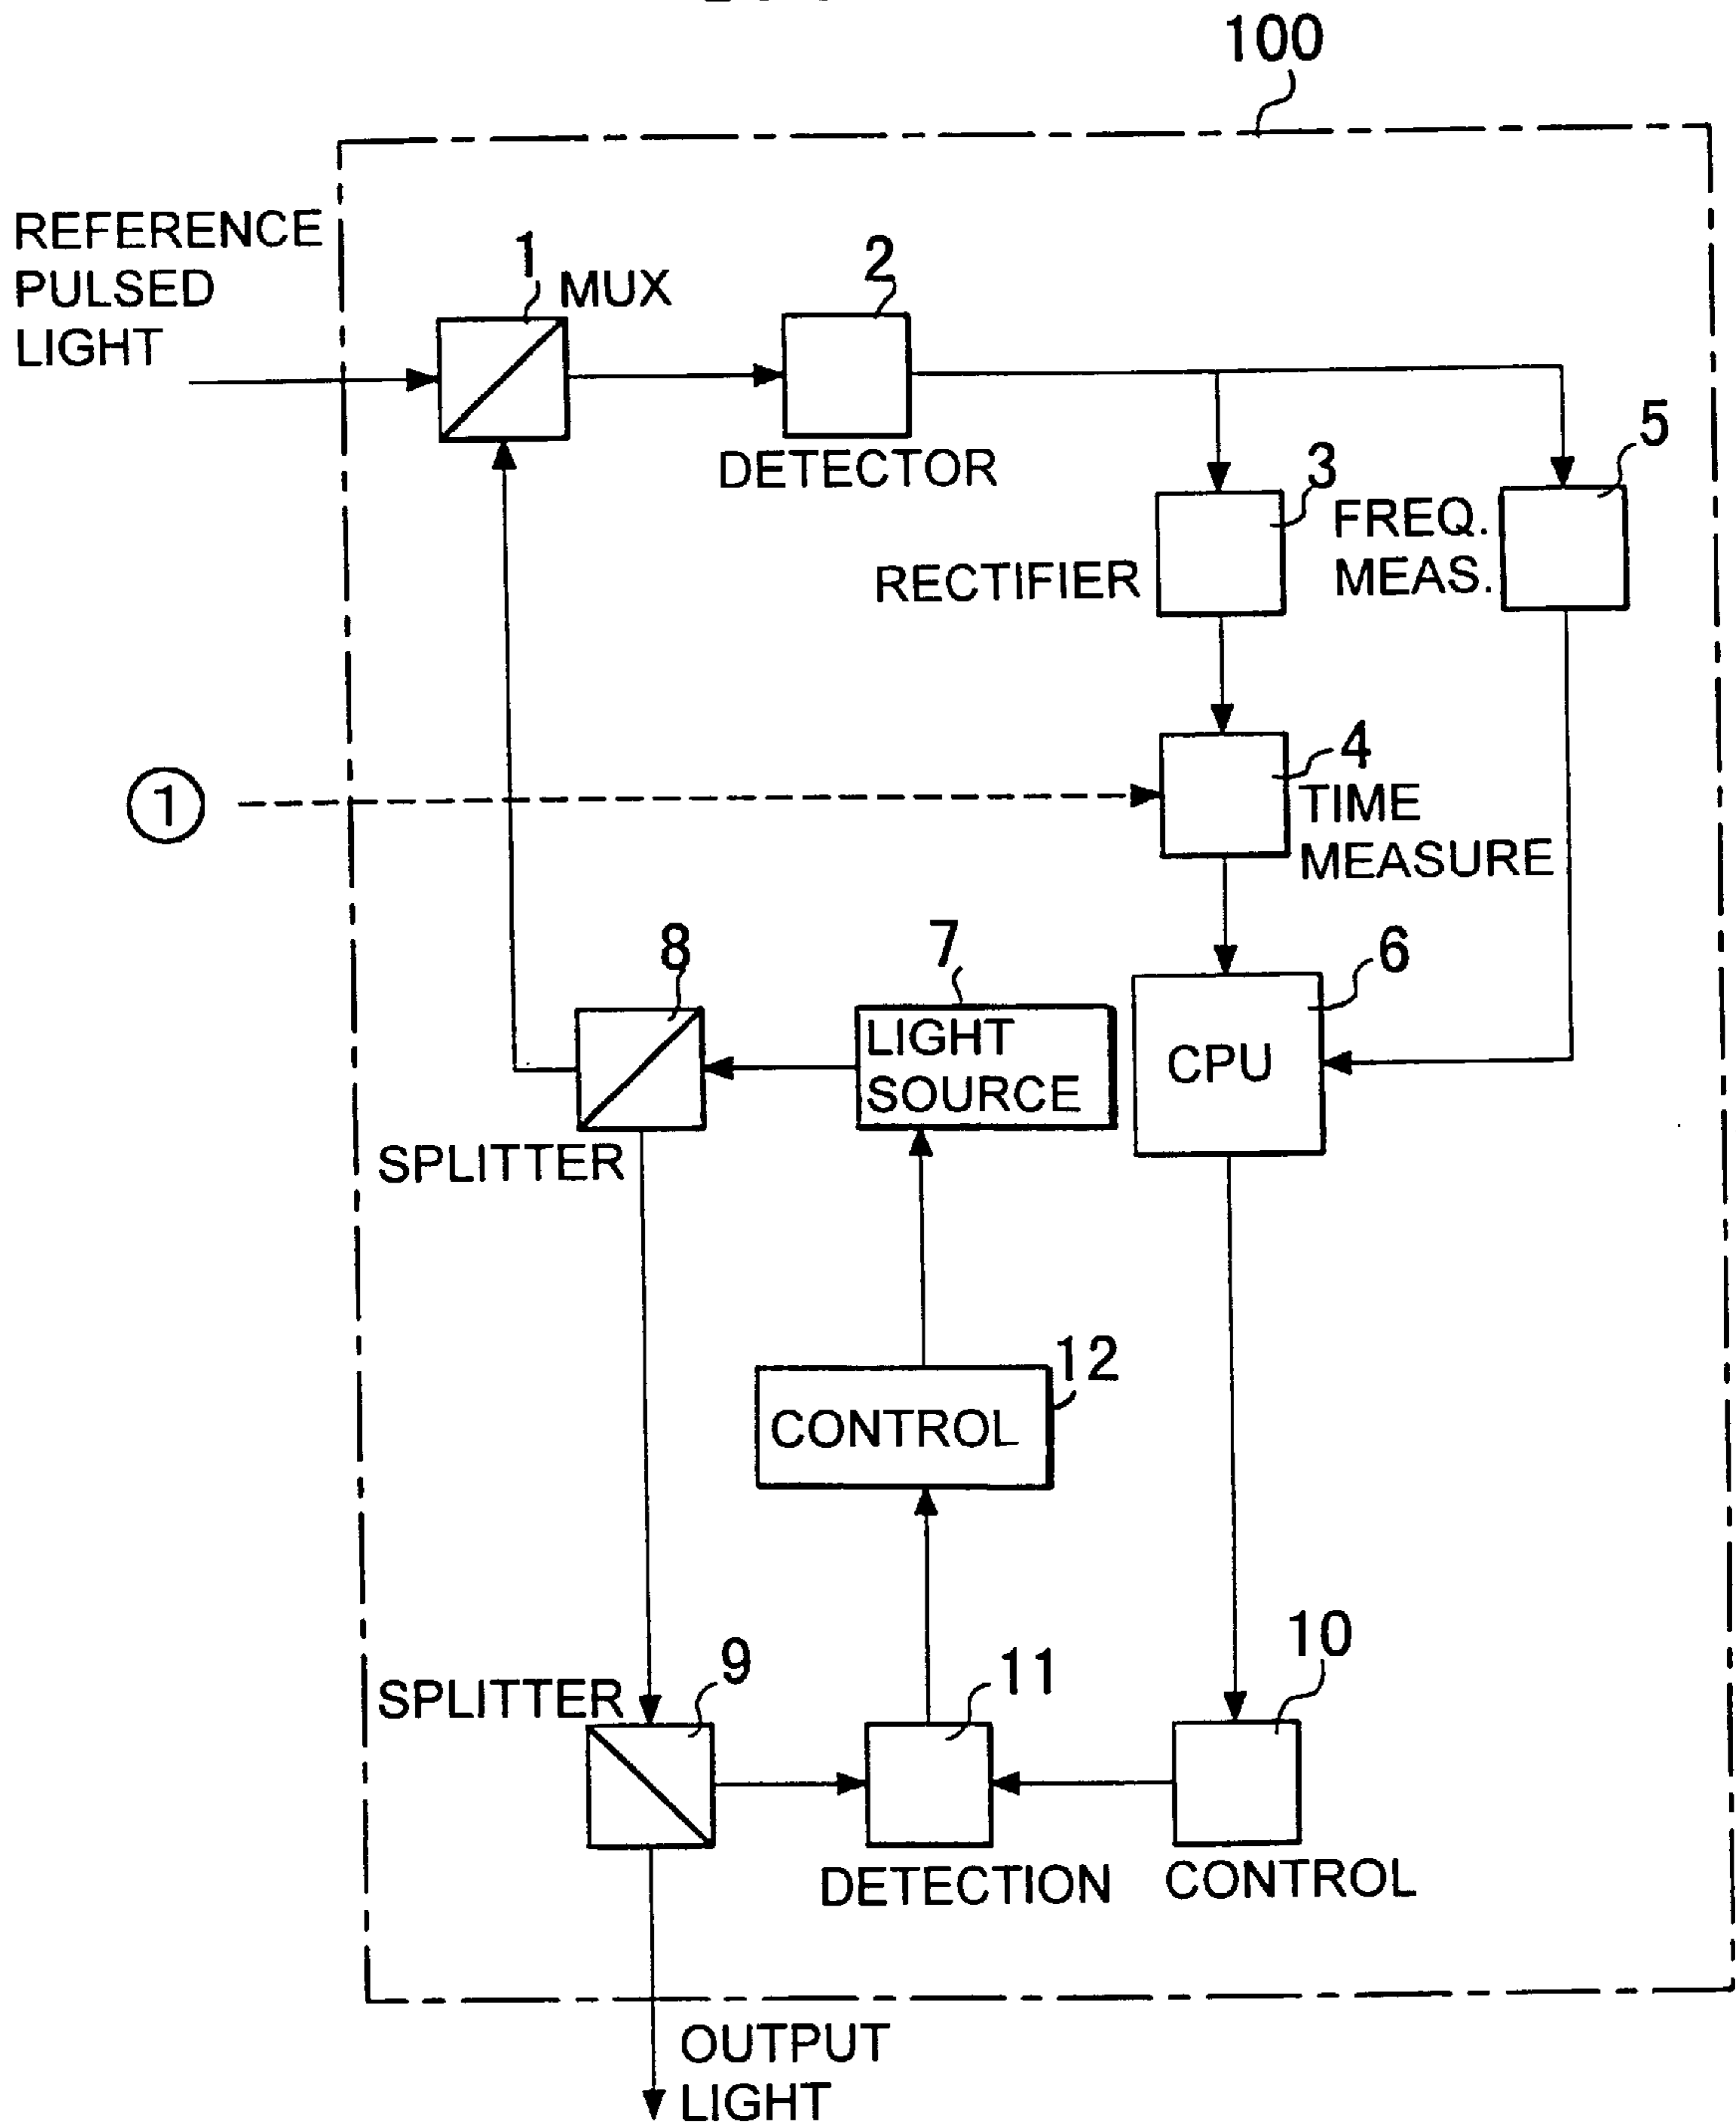 100
REFERENCE
PULSED
LIGHT
1
MUX
2
DETECTOR
3
RECTIFIER
FREQ.
MEAS.
5
1
4
TIME
MEASURE
8
SPLITTER
7
LIGHT
SOURCE
6
CPU
12
CONTROL
SPLITTER
9
11
DETECTION
10
CONTROL
OUTPUT
LIGHT